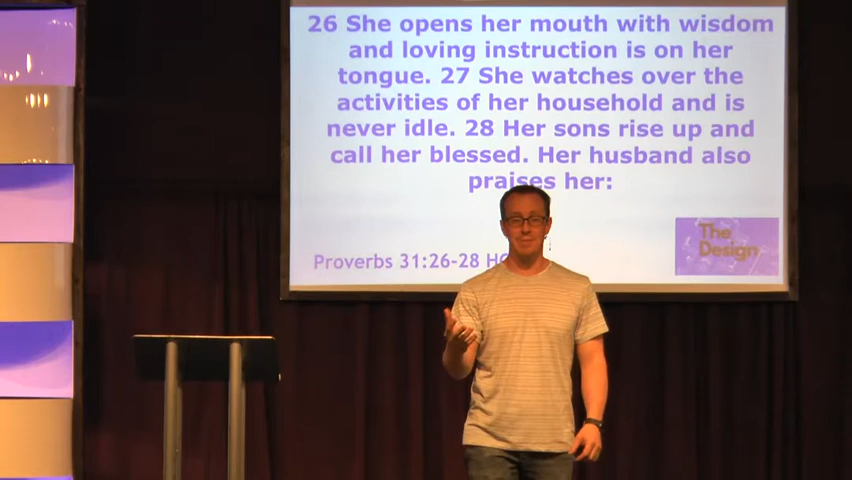 26 She opens her mouth with wisdom
and loving instruction is on her
tongue. 27 She watches over the
activities of her household and is
never idle. 28 Her sons rise up and
call her blessed. Her husband also
praises her:
The
Design
Proverbs 31:26-28